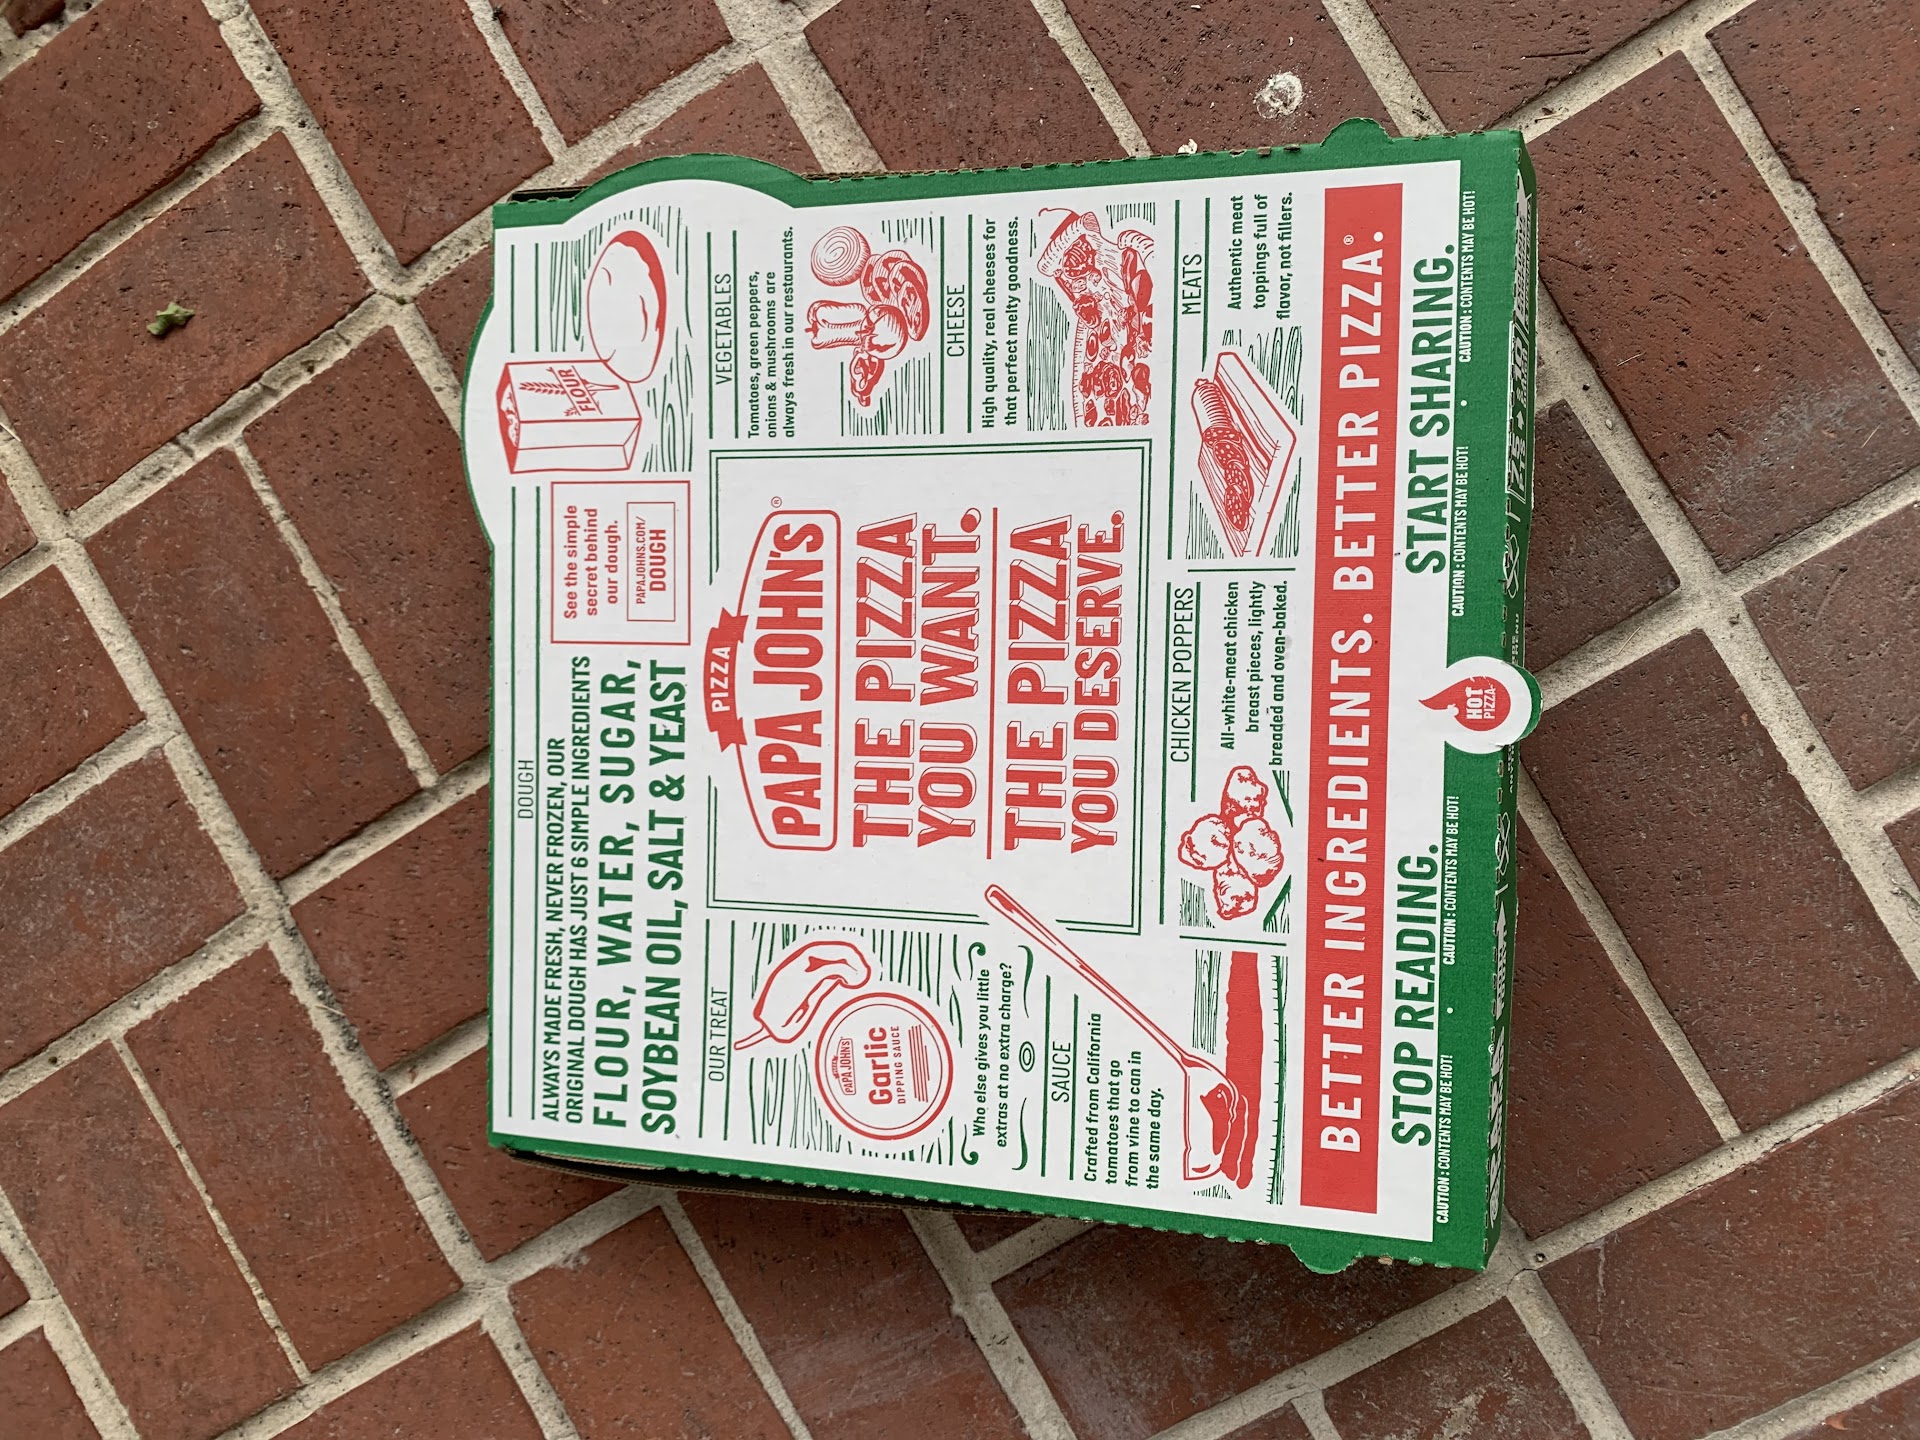 DOUGH
ALWAYS MADE FRESH, NEVER FROZEN, OUR
ORIGINAL DOUGH HAS JUST 6 SIMPLE INGREDIENTS
FLOUR, WATER, SUGAR,
SOYBEAN OIL, SALT & YEAST
See the simple
secret behind
our dough.
PAPAJOHNS.COM/
DOUGH
FLOUR
OUR TREAT
PAPA JOHN'S
Garlic
DIPPING SAUCE
Who else gives you little
extras at no extra charge?
SAUCE
Crafted from California
tomatoes that go
from vine to can in
the same day.
PIZZA
PAPA JOHN'S®
THE PIZZA
YOU WANT.
THE PIZZA
YOU DESERVE.
VEGETABLES
Tomatoes, green peppers,
onions & mushrooms are
always fresh in our restaurants.
CHEESE
High quality, real cheeses for
that perfect melty goodness.
CHICKEN POPPERS
All-white-meat chicken
breast pieces, lightly
breaded and oven-baked.
MEATS
Authentic meat
toppings full of
flavor, not fillers.
BETTER INGREDIENTS. BETTER PIZZA.®
STOP READING. START SHARING.
HOT
PIZZA
CAUTION: CONTENTS MAY BE HOT! • CAUTION: CONTENTS MAY BE HOT! CAUTION: CONTENTS MAY BE HOT! • CAUTION: CONTENTS MAY BE HOT!